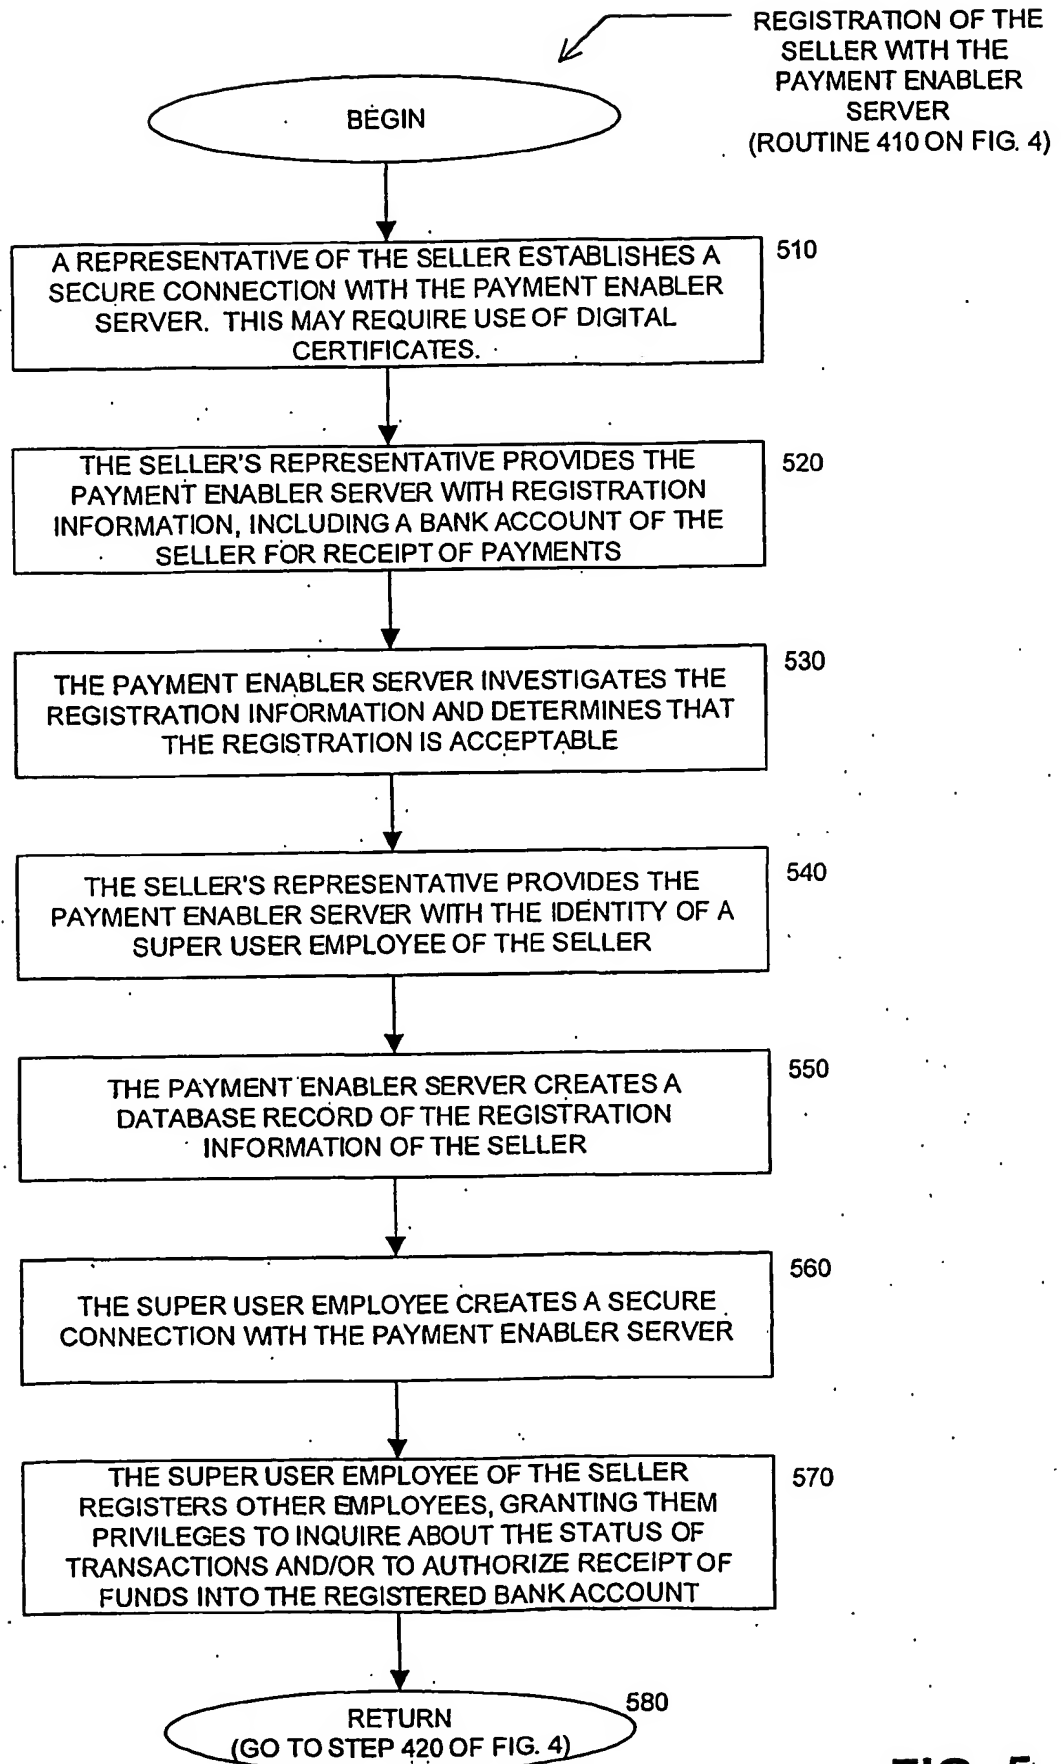 REGISTRATION OF THE
SELLER WITH THE
PAYMENT ENABLER
SERVER
(ROUTINE 410 ON FIG. 4)
BEGIN
510
A REPRESENTATIVE OF THE SELLER ESTABLISHES A
SECURE CONNECTION WITH THE PAYMENT ENABLER
SERVER. THIS MAY REQUIRE USE OF DIGITAL
CERTIFICATES.
520
THE SELLER'S REPRESENTATIVE PROVIDES THE
PAYMENT ENABLER SERVER WITH REGISTRATION
INFORMATION, INCLUDING A BANK ACCOUNT OF THE
SELLER FOR RECEIPT OF PAYMENTS
530
THE PAYMENT ENABLER SERVER INVESTIGATES THE
REGISTRATION INFORMATION AND DETERMINES THAT
THE REGISTRATION IS ACCEPTABLE
540
THE SELLER'S REPRESENTATIVE PROVIDES THE
PAYMENT ENABLER SERVER WITH THE IDENTITY OF A
SUPER USER EMPLOYEE OF THE SELLER
550
THE PAYMENT ENABLER SERVER CREATES A
DATABASE RECORD OF THE REGISTRATION
INFORMATION OF THE SELLER
560
THE SUPER USER EMPLOYEE CREATES A SECURE
CONNECTION WITH THE PAYMENT ENABLER SERVER
570
THE SUPER USER EMPLOYEE OF THE SELLER
REGISTERS OTHER EMPLOYEES, GRANTING THEM
PRIVILEGES TO INQUIRE ABOUT THE STATUS OF
TRANSACTIONS AND/OR TO AUTHORIZE RECEIPT OF
FUNDS INTO THE REGISTERED BANK ACCOUNT
580
RETURN
(GO TO STEP 420 OF FIG. 4)
FIG. 5